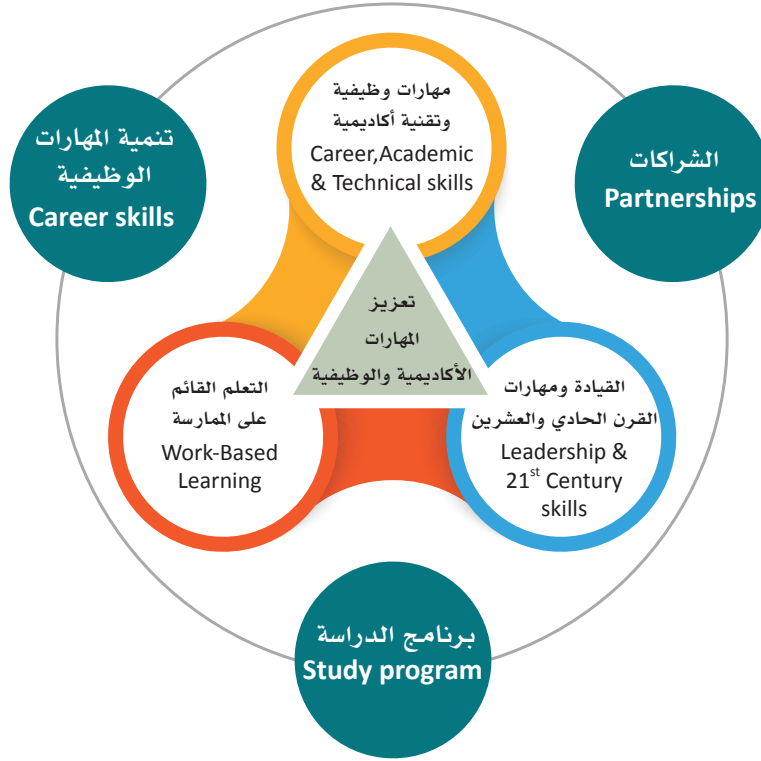 مهارات وظيفية
وتقنية أكاديمية
Career,Academic
& Technical skills
تنمية المهارات
الوظيفية
Career skills
الشراكات
Partnerships
تعزيز
المهارات
الأكاديمية والوظيفية
التعلم القائم
على الممارسة
Work-Based
Learning
القيادة ومهارات
القرن الحادي والعشرين
Leadership &
21st Century
skills
برنامج الدراسة
Study program